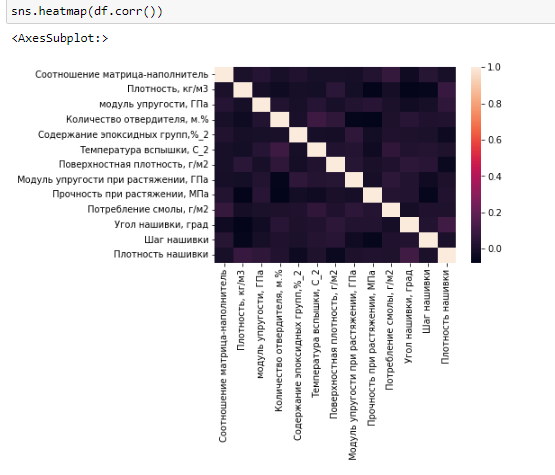 sns.heatmap(df.corr())
<AxesSubplot:>
Соотношение матрица-наполнитель
Плотность, кг/м3
модуль упругости, ГПа
Количество отвердителя, м.%
Содержание эпоксидных групп,%_2
Температура вспышки, С_2
Поверхностная плотность, г/м2
Модуль упругости при растяжении, ГПа
Прочность при растяжении, МПа
Потребление смолы, г/м2
Угол нашивки, град
Шаг нашивки
Плотность нашивки
1.0
0.8
0.6
0.4
0.2
0.0
Соотношение матрица-наполнитель
Плотность, кг/м3
модуль упругости, ГПа
Количество отвердителя, м.%
Содержание эпоксидных групп,%_2
Температура вспышки, С_2
Поверхностная плотность, г/м2
Модуль упругости при растяжении, ГПа
Прочность при растяжении, МПа
Потребление смолы, г/м2
Угол нашивки, град
Шаг нашивки
Плотность нашивки